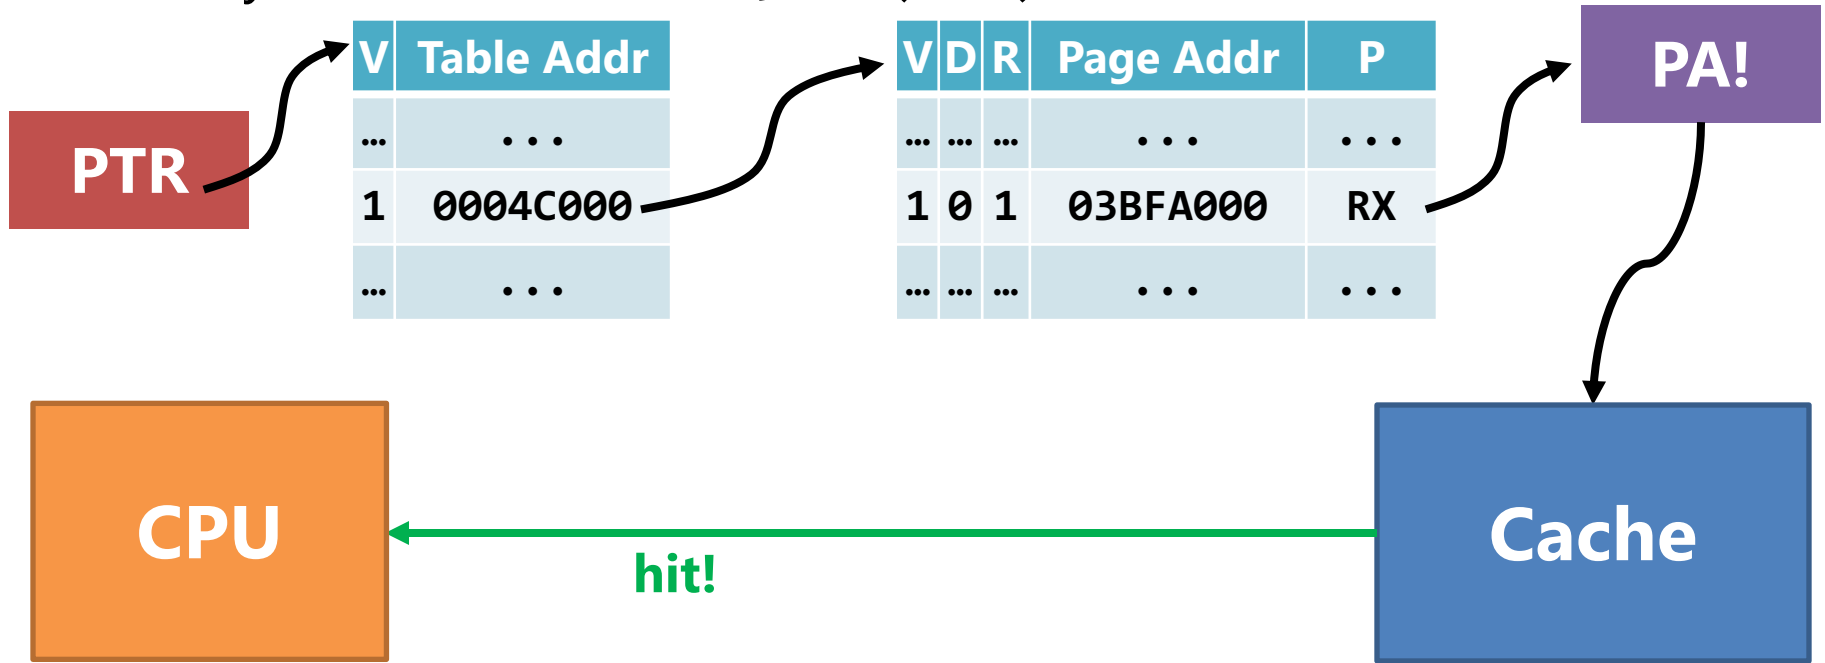 V Table Addr
… ...
1 0004C000
… ...
V D R Page Addr P
… … … ... ...
1 0 1 03BFA000 RX
… … … ... ...
PA!
PTR
CPU
hit!
Cache